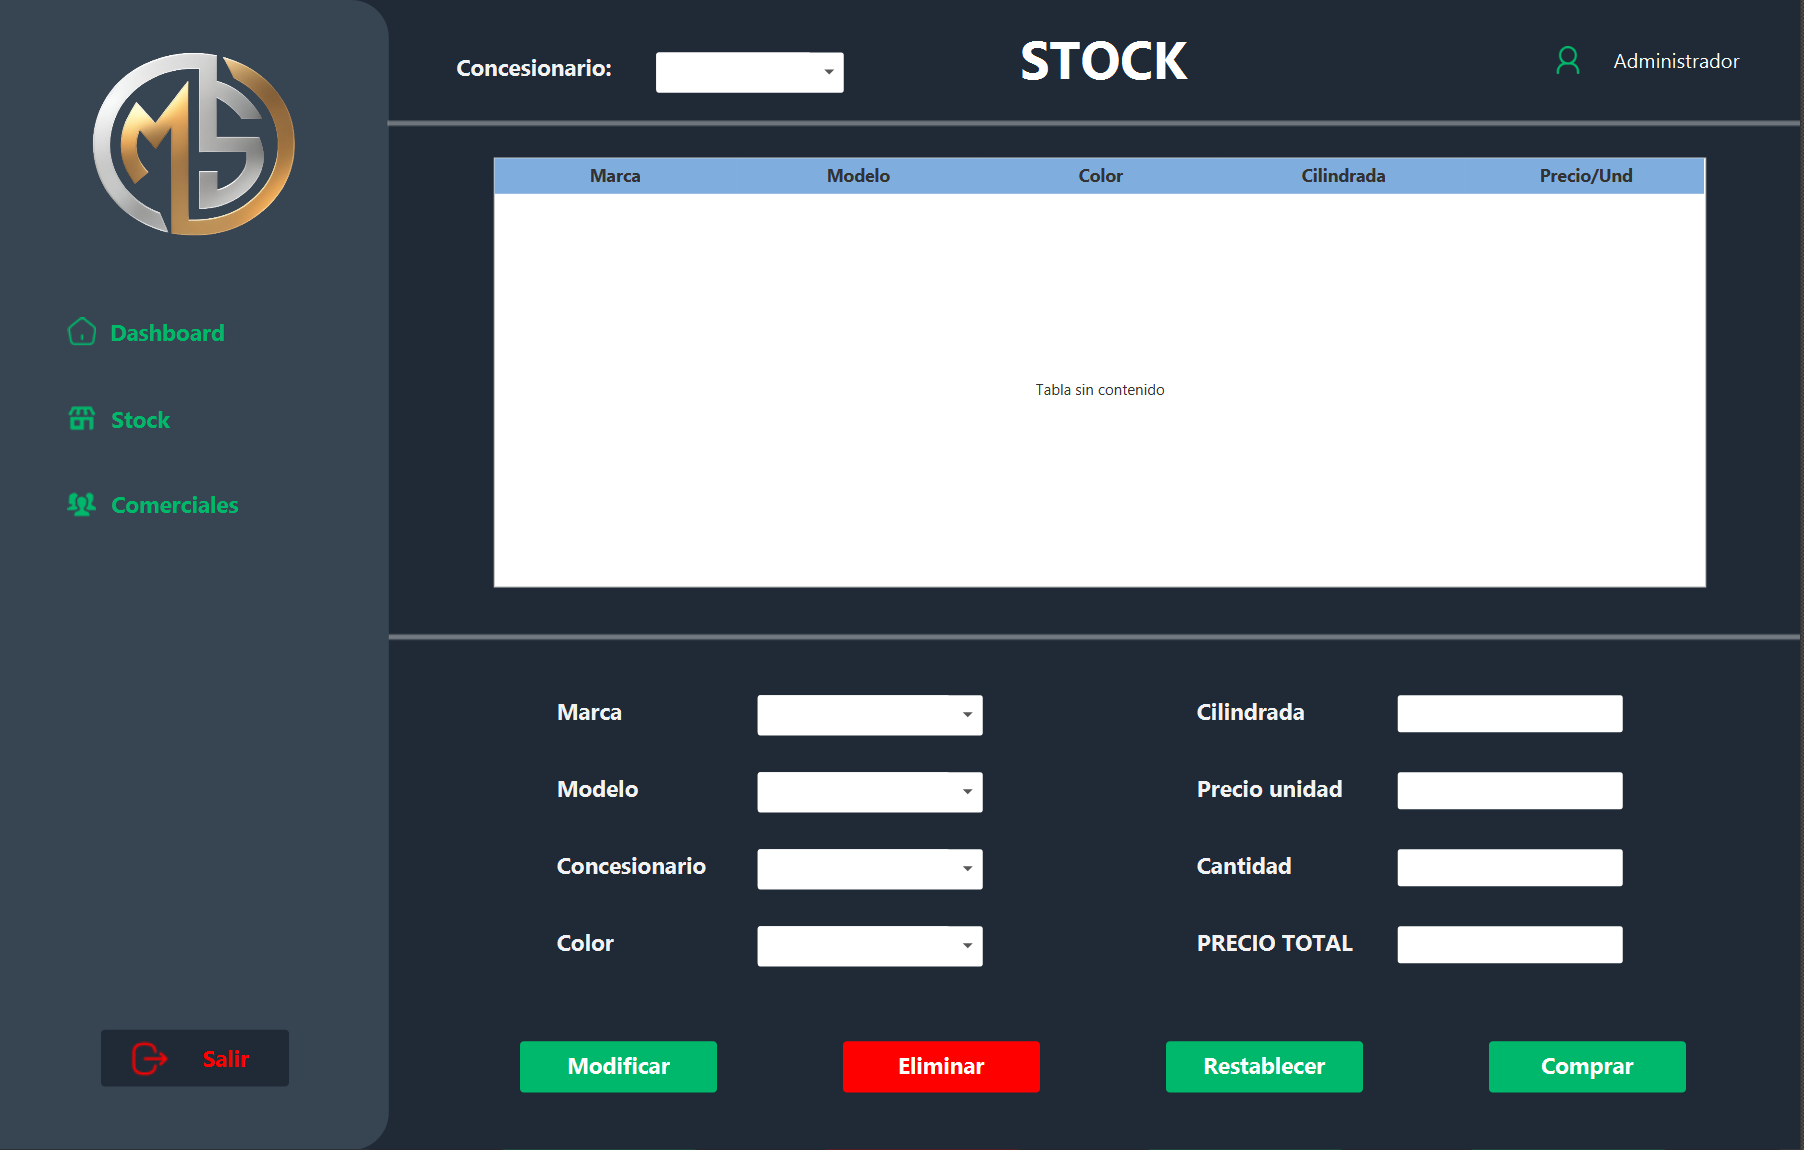 MS
Dashboard
Stock
Comerciales
Salir
Concesionario:
STOCK
Administrador
Marca Modelo Color Cilindrada Precio/Und
Tabla sin contenido
Marca
Modelo
Concesionario
Color
Cilindrada
Precio unidad
Cantidad
PRECIO TOTAL
Modificar Eliminar Restablecer Comprar